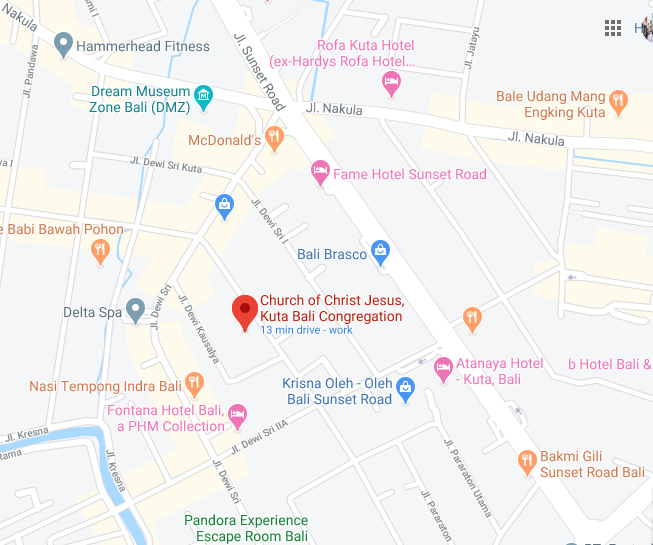 Nakula
Hammerhead Fitness
Jl. Pandawa
Jl. Sunset Road
Rofa Kuta Hotel
(ex-Hardys Rofa Hotel...
Jl. Jatayu
Dream Museum
Zone Bali (DMZ)
Jl. Nakula
Bale Udang Mang
Engking Kuta
Jl. Nakula
McDonald's
Jl. Dewi Sri Kuta
Fame Hotel Sunset Road
Jl. Dewi Sri I
e Babi Bawah Pohon
Bali Brasco
Jl. Dewi Sri
Church of Christ Jesus,
Kuta Bali Congregation
13 min drive - work
Delta Spa
Jl. Dewi Kausalya
Atanaya Hotel
- Kuta, Bali
b Hotel Bali &
Nasi Tempong Indra Bali
Krisna Oleh - Oleh
Bali Sunset Road
Fontana Hotel Bali,
a PHM Collection
Jl. Kresna
Jl. Dewi Sri IIA
Jl. Kresna
Jl. Dewi Sri
Jl. Pararaton Utama
Bakmi Gili
Sunset Road Bali
Jl. Pararaton
Pandora Experience
Escape Room Bali